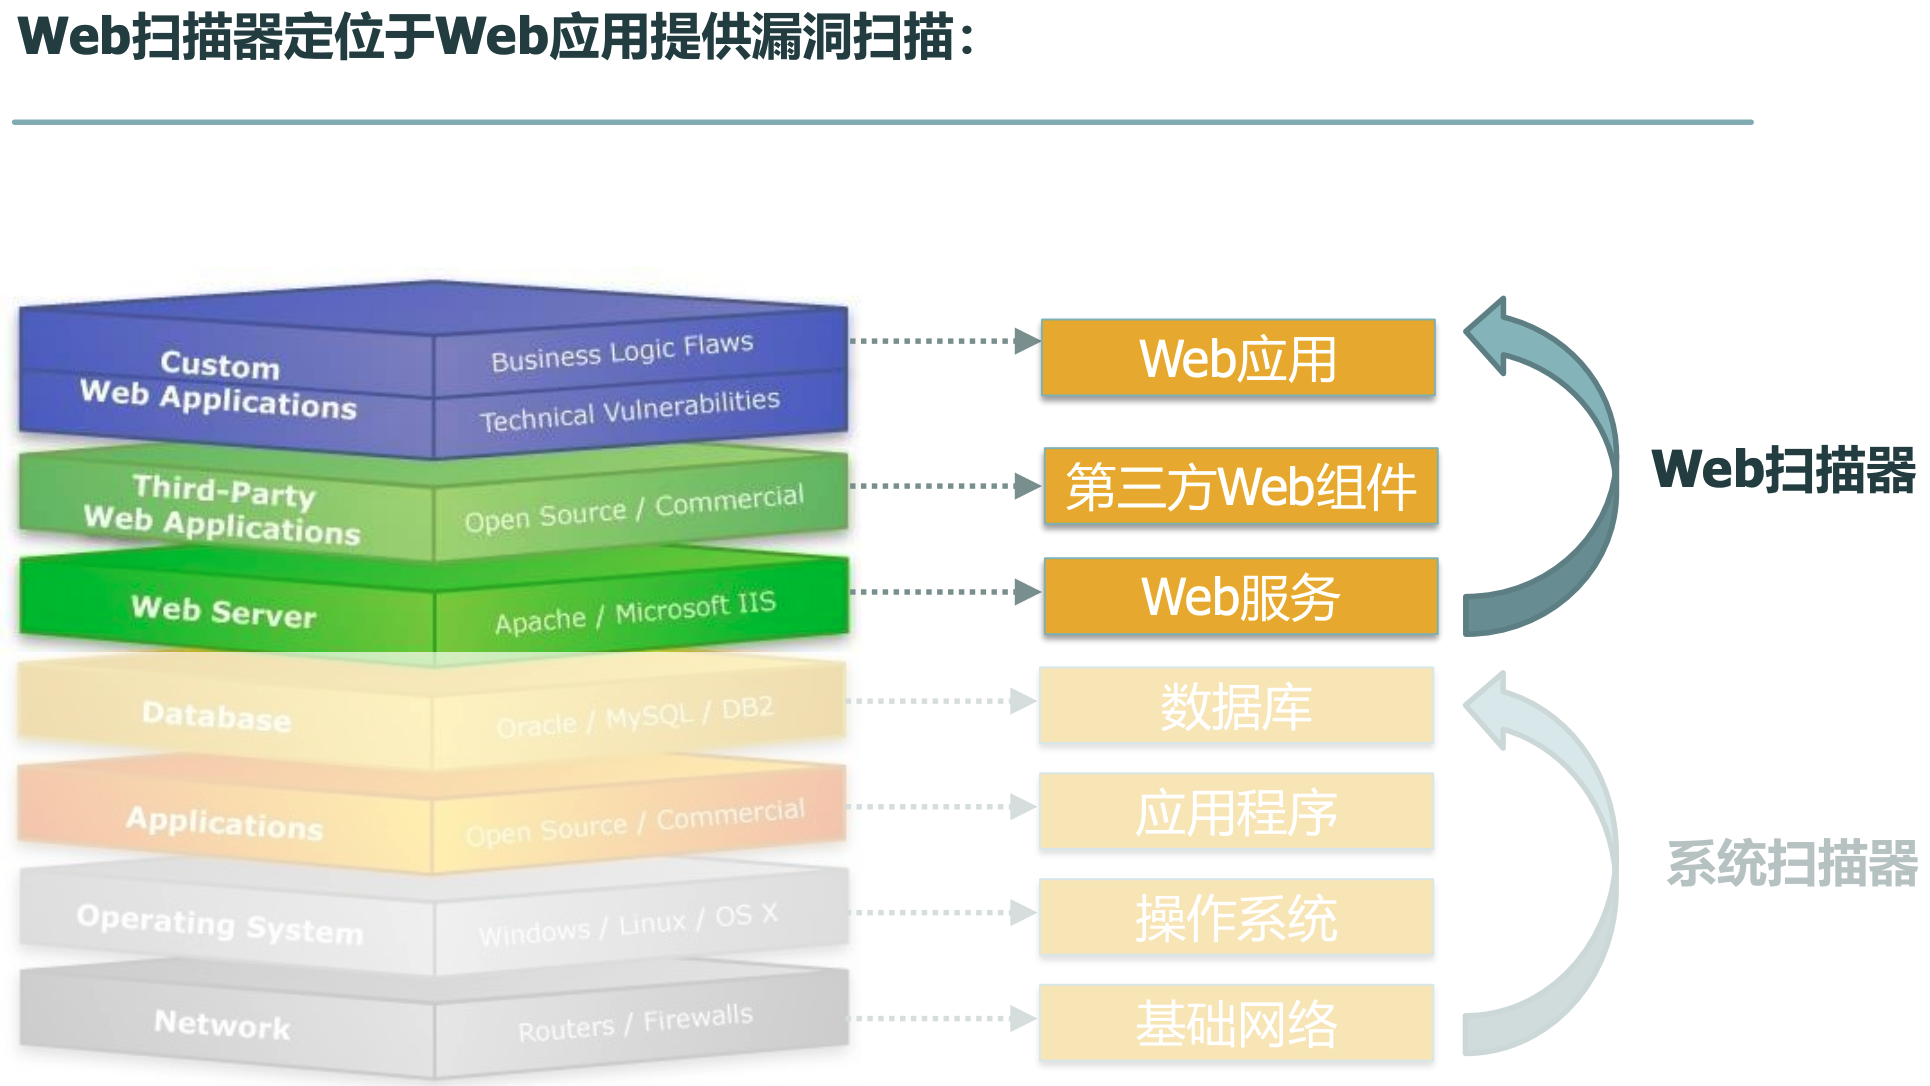 Web扫描器定位于Web应用提供漏洞扫描：
Custom
Web Applications
Business Logic Flaws
Technical Vulnerabilities
Web应用
Third-Party
Web Applications
Open Source / Commercial
第三方Web组件
Web扫描器
Web Server
Apache / Microsoft IIS
Web服务
Database
Oracle / MySQL / DB2
数据库
Applications
Open Source / Commercial
应用程序
系统扫描器
Operating System
Windows / Linux / OS X
操作系统
Network
Routers / Firewalls
基础网络